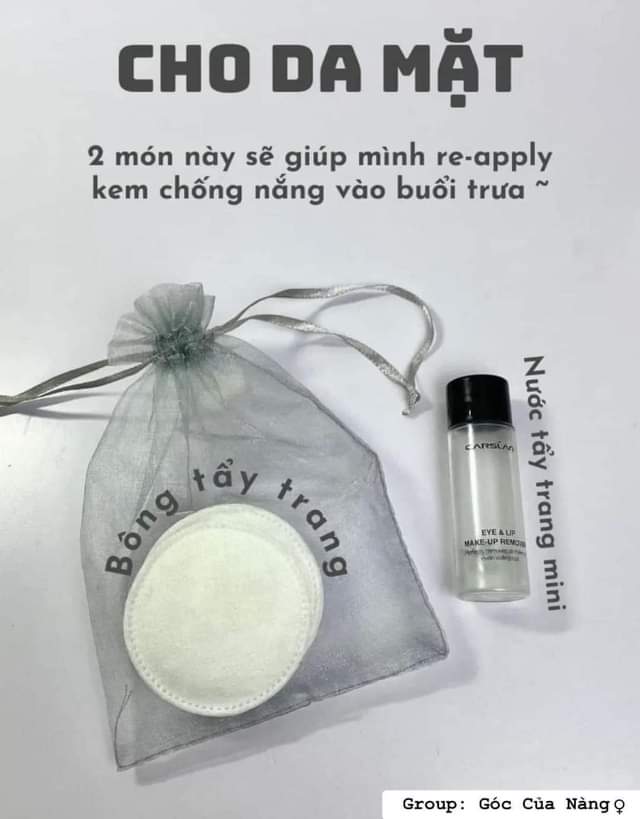 CHO DA MẶT
2 món này sẽ giúp mình re-apply
kem chống nắng vào buổi trưa ~
Bông tẩy trang
Nước tẩy trang mini
CARSLAN
EYE & LIP
MAKE-UP REMOVER
Group: Góc Của Nàng♀